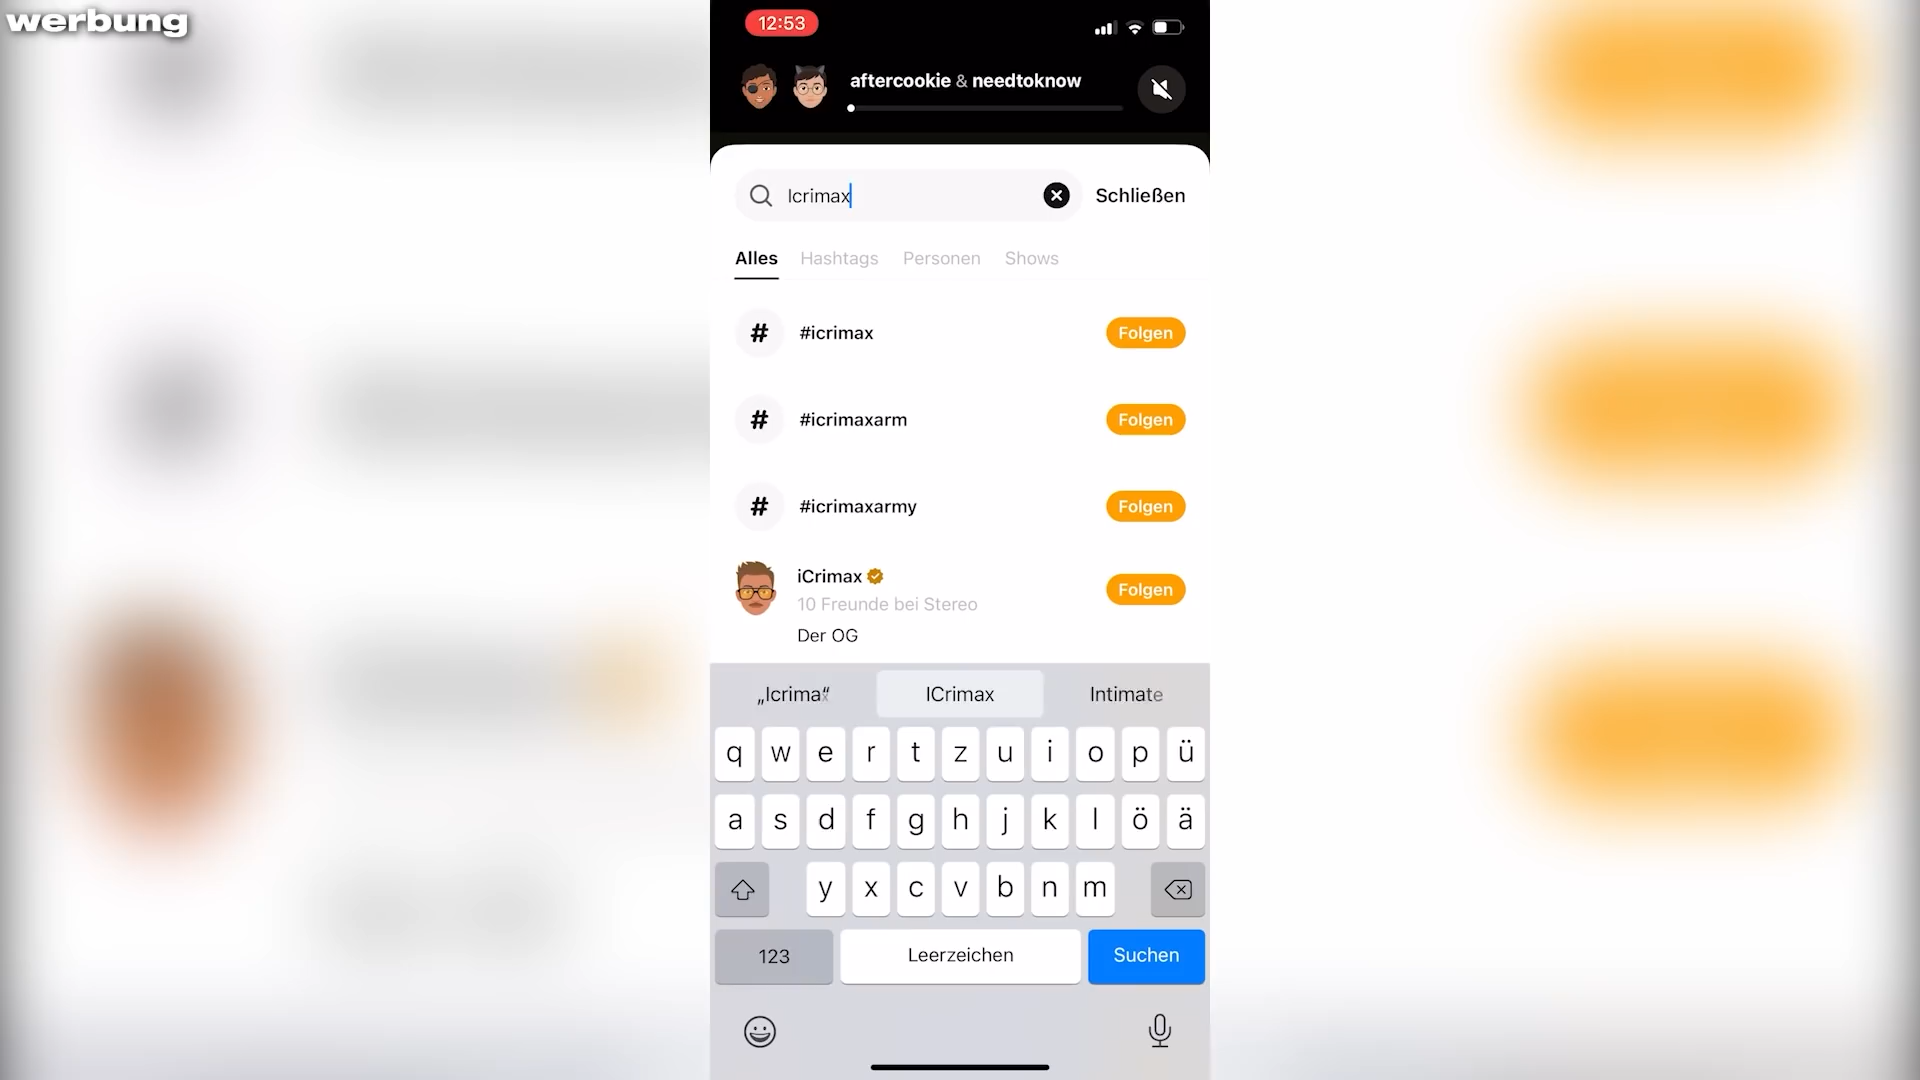 werbung
12:53
aftercookie & needtoknow
Icrimax
Schließen
Alles Hashtags Personen Shows
#icrimax Folgen
#icrimaxarm Folgen
#icrimaxarmy Folgen
iCrimax
10 Freunde bei Stereo
Folgen
Der OG
„Icrimax“ ICrimax Intimate
q w e r t z u i o p ü
a s d f g h j k l ö ä
y x c v b n m
123 Leerzeichen Suchen